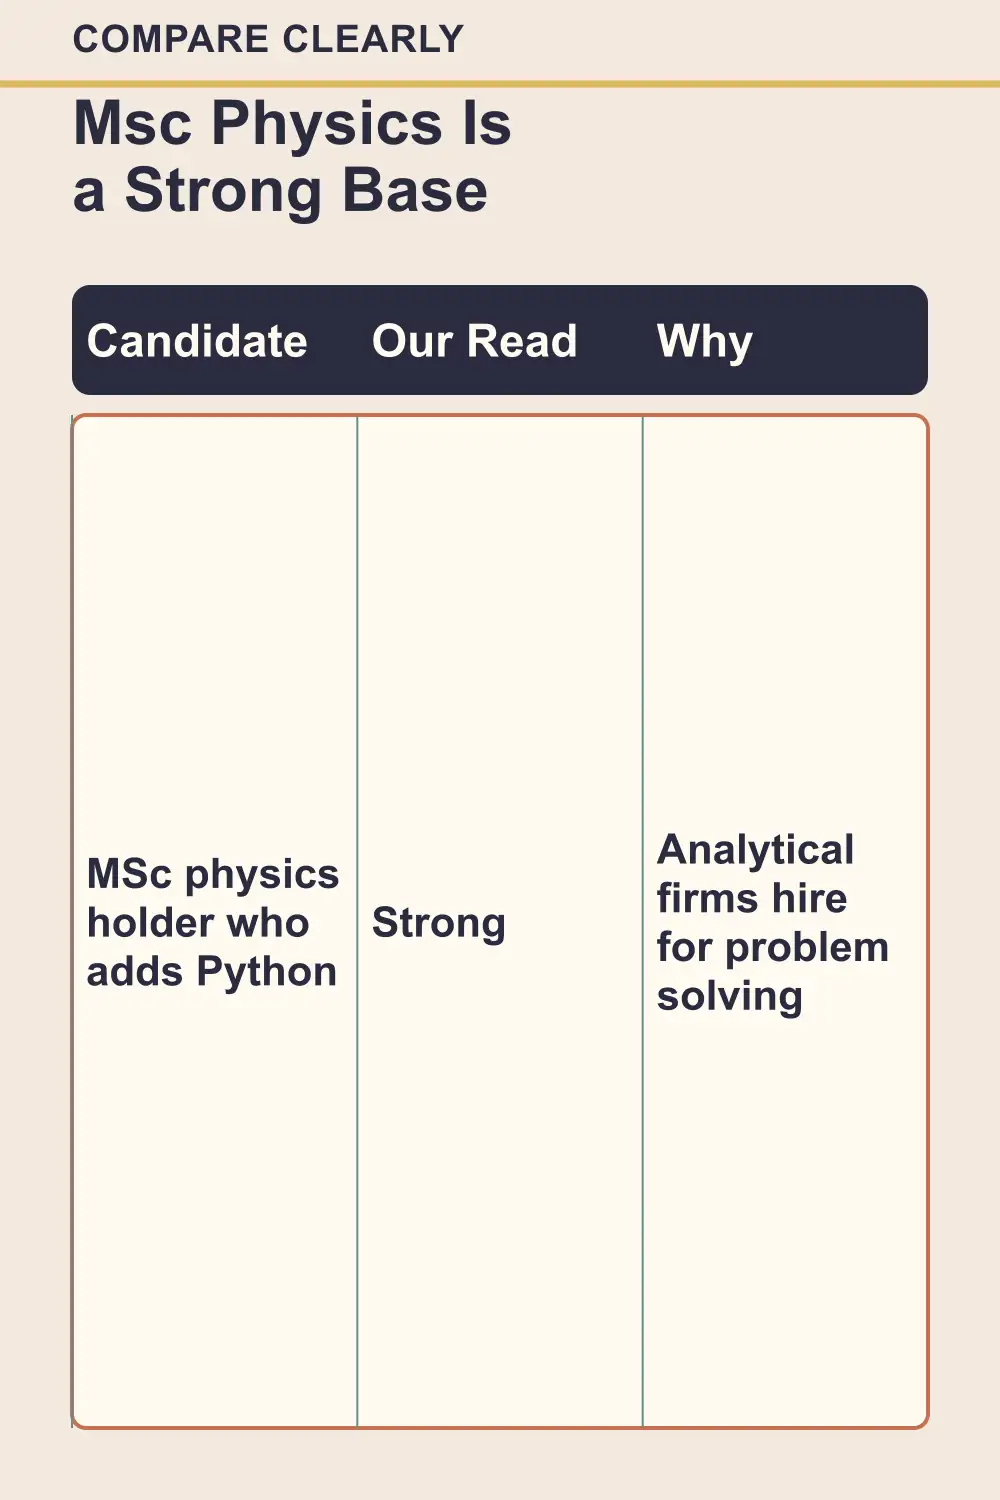 COMPARE CLEARLY
Msc Physics Is
a Strong Base
Candidate Our Read Why
MSc physics
holder who
adds Python
Strong
Analytical
firms hire
for problem
solving